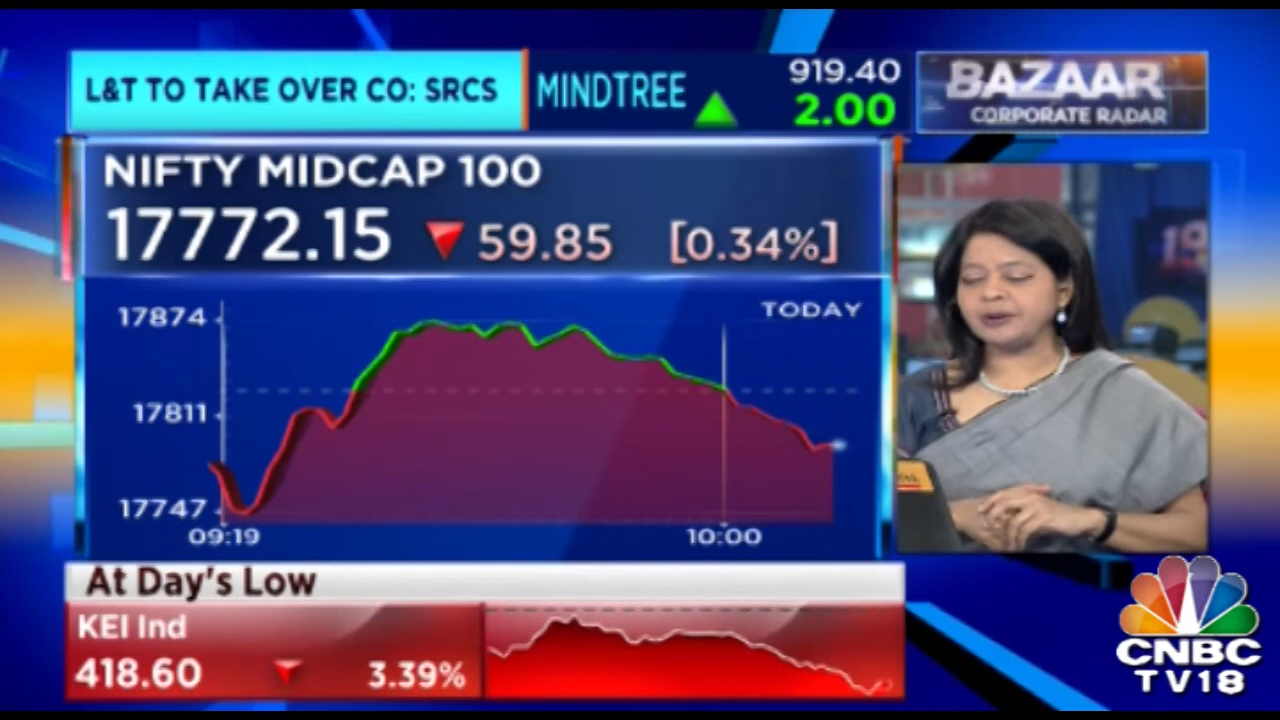 L&T TO TAKE OVER CO: SRCS
MINDTREE
919.40
2.00
BAZAAR
CORPORATE RADAR
NIFTY MIDCAP 100
17772.15 ▼ 59.85 [0.34%]
TODAY
17874
17811
17747
09:19
10:00
At Day's Low
KEI Ind
418.60
3.39%
CNBC
TV18